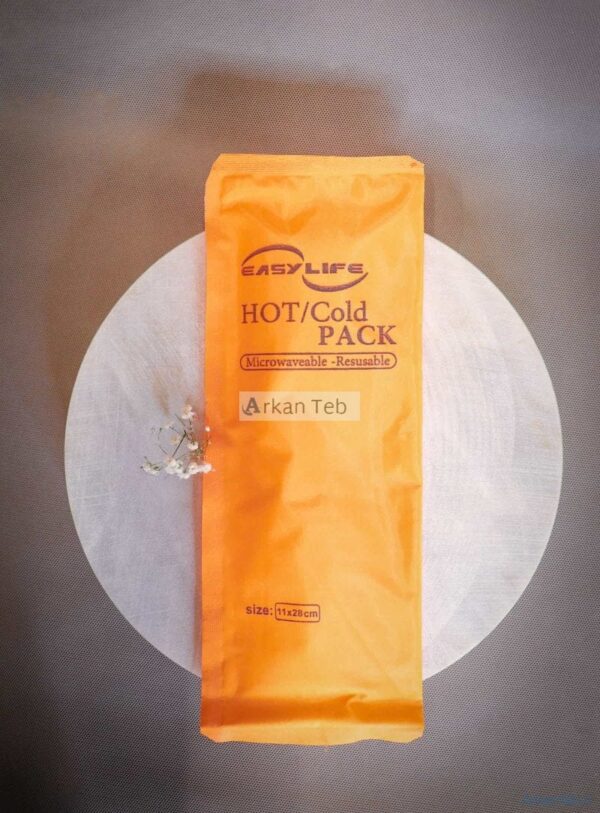 EASYLIFE
HOT/Cold
PACK
Microwaveable -Resusable
Arkan Teb
size: 11x28cm